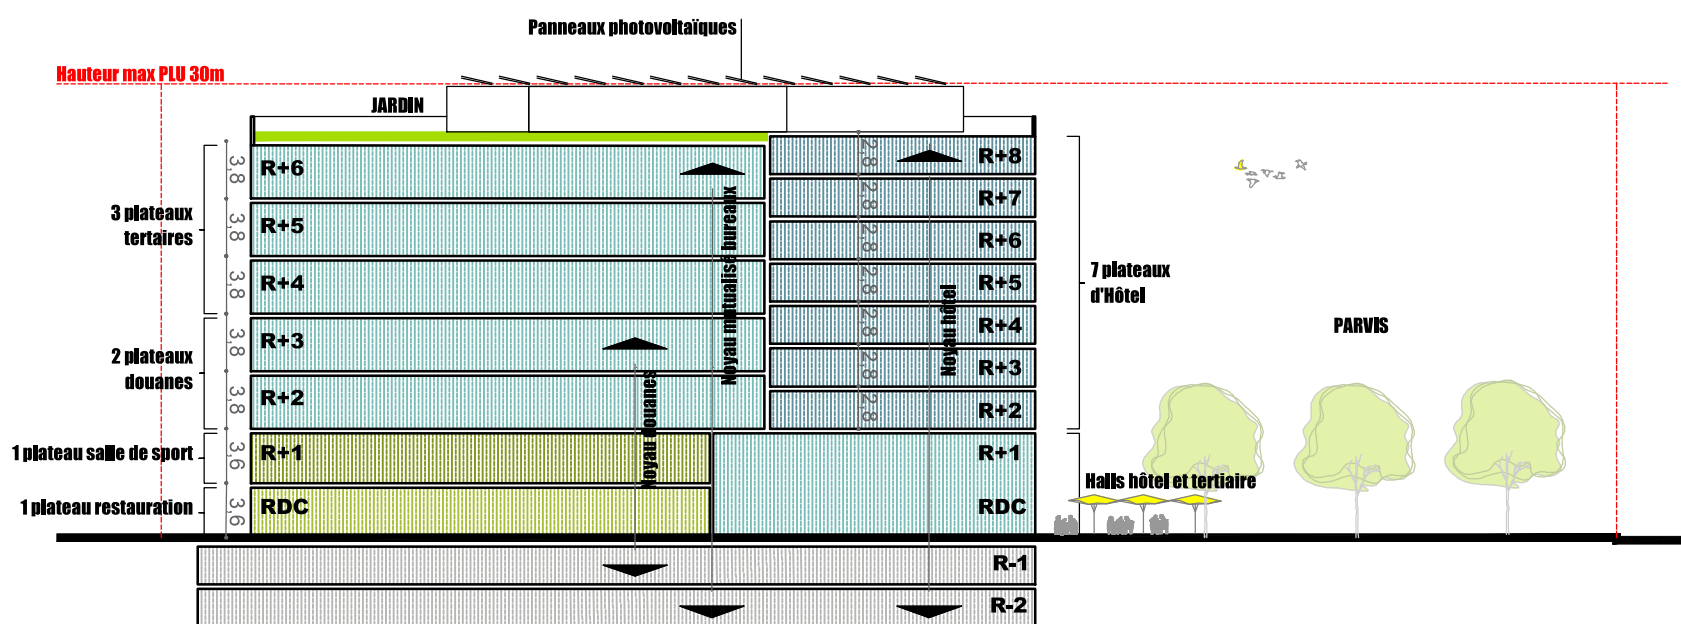 Panneaux photovoltaïques
Hauteur max PLU 30m
JARDIN
3 plateaux
tertaires
2 plateaux
douanes
1 plateau salle de sport
1 plateau restauration
3,8
3,8
3,8
3,8
3,8
3,6
3,6
R+6
R+5
R+4
R+3
R+2
R+1
RDC
Noyau douanes
Noyau mutualisé bureaux
Noyau hôtel
2,8
2,8
2,8
2,8
2,8
2,8
2,8
R+8
R+7
R+6
R+5
R+4
R+3
R+2
R+1
RDC
R-1
R-2
7 plateaux
d'Hôtel
PARVIS
Halls hôtel et tertiaire